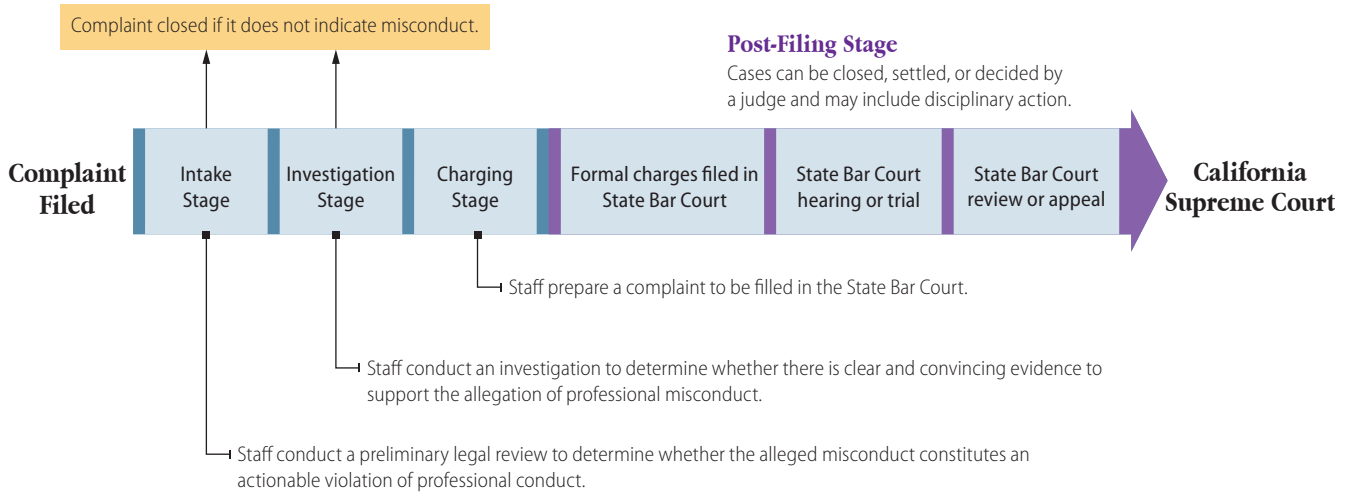 Complaint closed if it does not indicate misconduct.
Post-Filing Stage
Cases can be closed, settled, or decided by
a judge and may include disciplinary action.
Complaint
Filed
Intake
Stage
Investigation
Stage
Charging
Stage
Formal charges filed in
State Bar Court
State Bar Court
hearing or trial
State Bar Court
review or appeal
California
Supreme Court
Staff prepare a complaint to be filled in the State Bar Court.
Staff conduct an investigation to determine whether there is clear and convincing evidence to
support the allegation of professional misconduct.
Staff conduct a preliminary legal review to determine whether the alleged misconduct constitutes an
actionable violation of professional conduct.